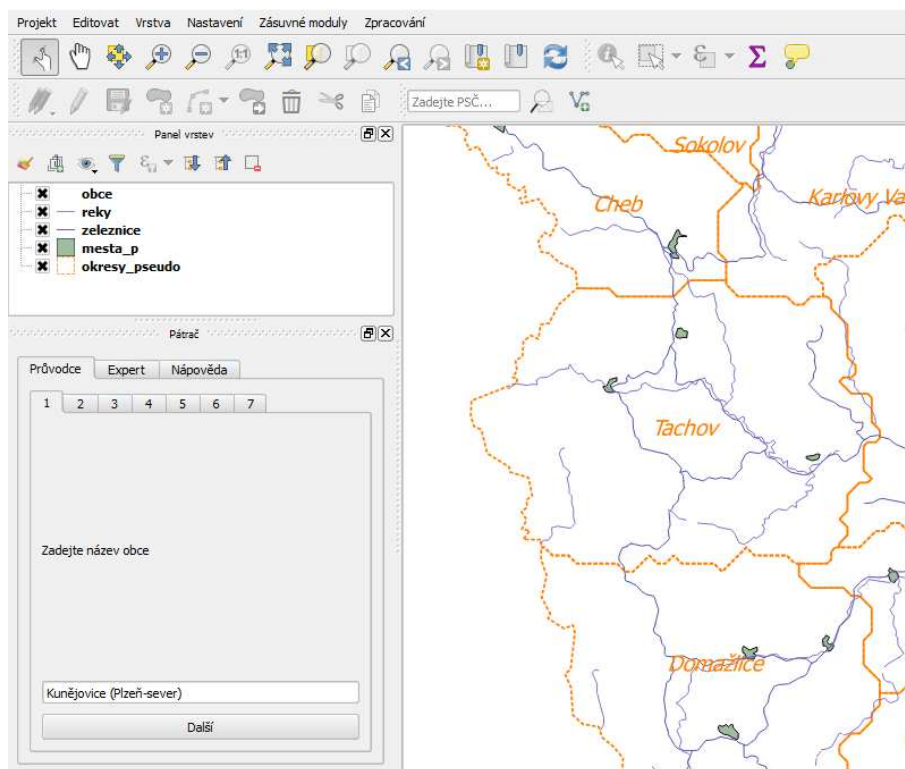 Projekt Editovat Vrstva Nastavení Zásuvné moduly Zpracování
1:1
Σ
Zadejte PSČ...
Panel vrstev
obce
reky
zeleznice
mesta_p
okresy_pseudo
Pátrač
Průvodce Expert Nápověda
1 2 3 4 5 6 7
Zadejte název obce
Kunějovice (Plzeň-sever)
Další
Sokolov
Cheb
Karlovy Va
Tachov
Domažlice